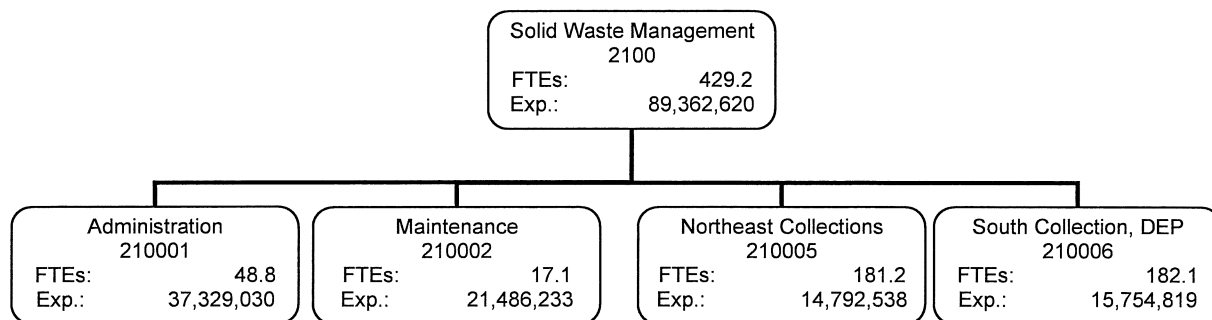 Solid Waste Management
2100
FTEs: 429.2
Exp.: 89,362,620
Administration
210001
FTEs: 48.8
Exp.: 37,329,030
Maintenance
210002
FTEs: 17.1
Exp.: 21,486,233
Northeast Collections
210005
FTEs: 181.2
Exp.: 14,792,538
South Collection, DEP
210006
FTEs: 182.1
Exp.: 15,754,819